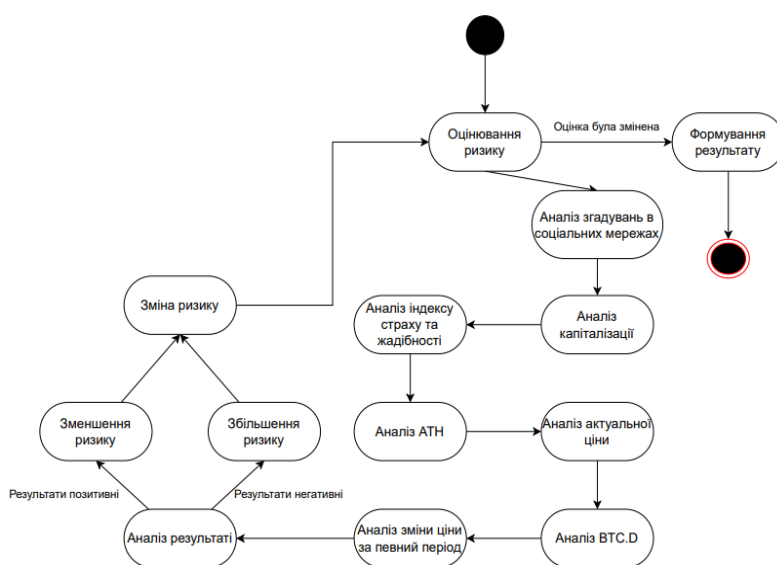 Оцінювання
ризику
Оцінка була змінена
Формування
результату
Аналіз згадувань в
соціальних мережах
Аналіз
капіталізації
Аналіз індексу
страху та
жадібності
Зміна ризику
Аналіз ATH
Аналіз актуальної
ціни
Зменшення
ризику
Збільшення
ризику
Результати позитивні
Результати негативні
Аналіз результаті
Аналіз зміни ціни
за певний період
Аналіз BTC.D